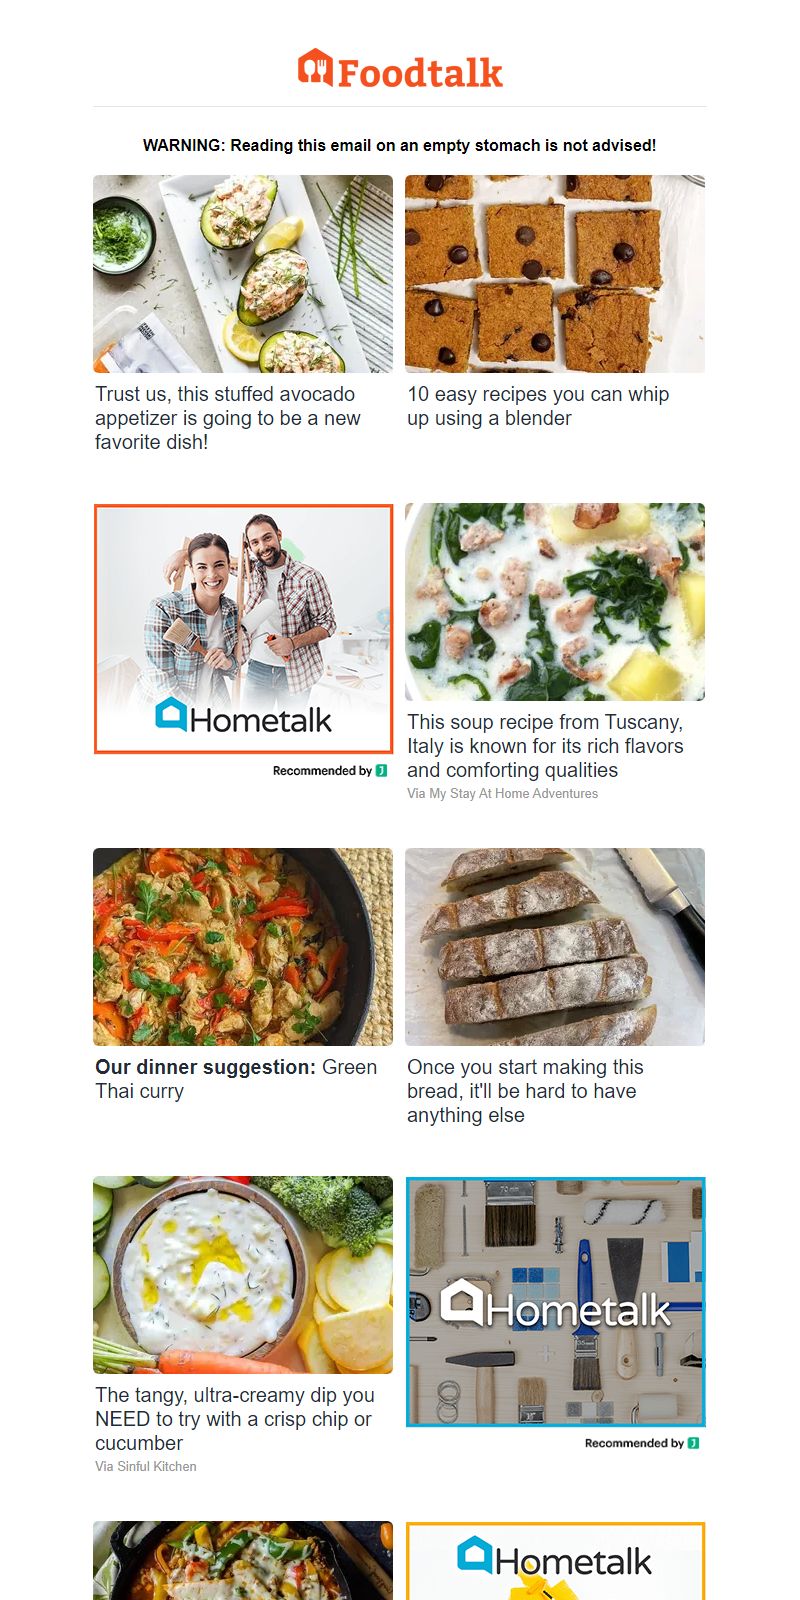 Foodtalk
WARNING: Reading this email on an empty stomach is not advised!
Trust us, this stuffed avocado
appetizer is going to be a new
favorite dish!
10 easy recipes you can whip
up using a blender
Hometalk
Recommended by
This soup recipe from Tuscany,
Italy is known for its rich flavors
and comforting qualities
Via My Stay At Home Adventures
Our dinner suggestion: Green
Thai curry
Once you start making this
bread, it'll be hard to have
anything else
The tangy, ultra-creamy dip you
NEED to try with a crisp chip or
cucumber
Via Sinful Kitchen
Hometalk
Recommended by
Hometalk